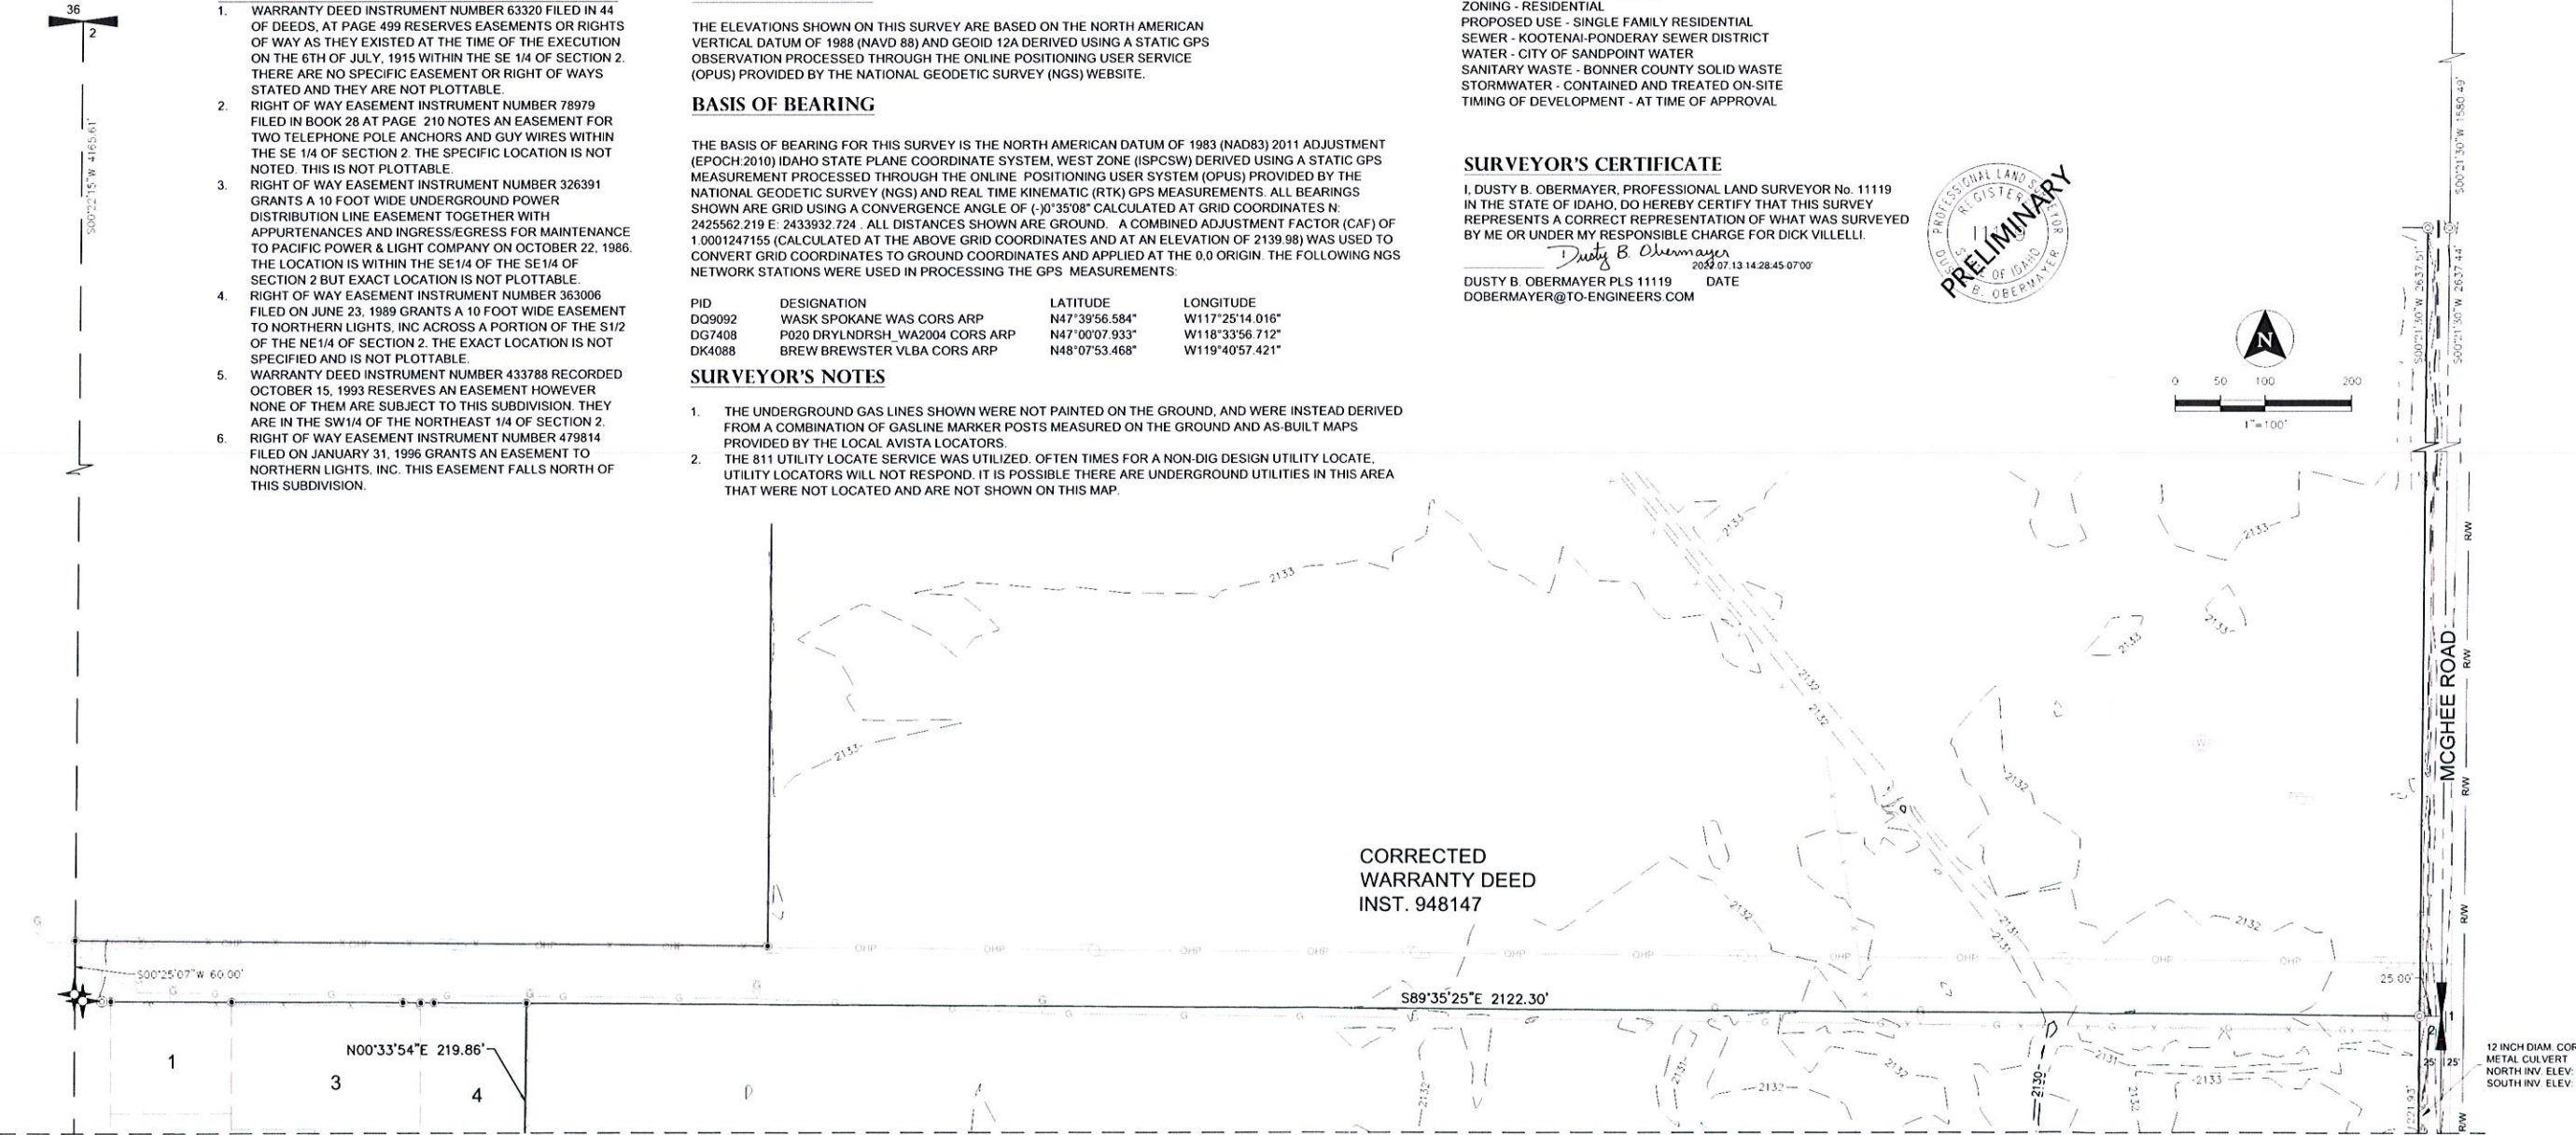 36
2
1. WARRANTY DEED INSTRUMENT NUMBER 63320 FILED IN 44
OF DEEDS, AT PAGE 499 RESERVES EASEMENTS OR RIGHTS
OF WAY AS THEY EXISTED AT THE TIME OF THE EXECUTION
ON THE 6TH OF JULY, 1915 WITHIN THE SE 1/4 OF SECTION 2.
THERE ARE NO SPECIFIC EASEMENT OR RIGHT OF WAYS
STATED AND THEY ARE NOT PLOTTABLE.
2. RIGHT OF WAY EASEMENT INSTRUMENT NUMBER 78979
FILED IN BOOK 28 AT PAGE 210 NOTES AN EASEMENT FOR
TWO TELEPHONE POLE ANCHORS AND GUY WIRES WITHIN
THE SE 1/4 OF SECTION 2. THE SPECIFIC LOCATION IS NOT
NOTED. THIS IS NOT PLOTTABLE.
3. RIGHT OF WAY EASEMENT INSTRUMENT NUMBER 326391
GRANTS A 10 FOOT WIDE UNDERGROUND POWER
DISTRIBUTION LINE EASEMENT TOGETHER WITH
APPURTENANCES AND INGRESS/EGRESS FOR MAINTENANCE
TO PACIFIC POWER & LIGHT COMPANY ON OCTOBER 22, 1986.
THE LOCATION IS WITHIN THE SE1/4 OF THE SE1/4 OF
SECTION 2 BUT EXACT LOCATION IS NOT PLOTTABLE.
4. RIGHT OF WAY EASEMENT INSTRUMENT NUMBER 363006
FILED ON JUNE 23, 1989 GRANTS A 10 FOOT WIDE EASEMENT
TO NORTHERN LIGHTS, INC ACROSS A PORTION OF THE S1/2
OF THE NE1/4 OF SECTION 2. THE EXACT LOCATION IS NOT
SPECIFIED AND IS NOT PLOTTABLE.
5. WARRANTY DEED INSTRUMENT NUMBER 433788 RECORDED
OCTOBER 15, 1993 RESERVES AN EASEMENT HOWEVER
NONE OF THEM ARE SUBJECT TO THIS SUBDIVISION. THEY
ARE IN THE SW1/4 OF THE NORTHEAST 1/4 OF SECTION 2.
6. RIGHT OF WAY EASEMENT INSTRUMENT NUMBER 479814
FILED ON JANUARY 31, 1996 GRANTS AN EASEMENT TO
NORTHERN LIGHTS, INC. THIS EASEMENT FALLS NORTH OF
THIS SUBDIVISION.
S00°22'15"W 4165.61'
THE ELEVATIONS SHOWN ON THIS SURVEY ARE BASED ON THE NORTH AMERICAN
VERTICAL DATUM OF 1988 (NAVD 88) AND GEOID 12A DERIVED USING A STATIC GPS
OBSERVATION PROCESSED THROUGH THE ONLINE POSITIONING USER SERVICE
(OPUS) PROVIDED BY THE NATIONAL GEODETIC SURVEY (NGS) WEBSITE.
BASIS OF BEARING
THE BASIS OF BEARING FOR THIS SURVEY IS THE NORTH AMERICAN DATUM OF 1983 (NAD83) 2011 ADJUSTMENT
(EPOCH:2010) IDAHO STATE PLANE COORDINATE SYSTEM, WEST ZONE (ISPCSW) DERIVED USING A STATIC GPS
MEASUREMENT PROCESSED THROUGH THE ONLINE POSITIONING USER SYSTEM (OPUS) PROVIDED BY THE
NATIONAL GEODETIC SURVEY (NGS) AND REAL TIME KINEMATIC (RTK) GPS MEASUREMENTS. ALL BEARINGS
SHOWN ARE GRID USING A CONVERGENCE ANGLE OF (-)0°35'08" CALCULATED AT GRID COORDINATES N:
2425562.219 E: 2433932.724 . ALL DISTANCES SHOWN ARE GROUND. A COMBINED ADJUSTMENT FACTOR (CAF) OF
1.0001247155 (CALCULATED AT THE ABOVE GRID COORDINATES AND AT AN ELEVATION OF 2139.98) WAS USED TO
CONVERT GRID COORDINATES TO GROUND COORDINATES AND APPLIED AT THE 0,0 ORIGIN. THE FOLLOWING NGS
NETWORK STATIONS WERE USED IN PROCESSING THE GPS MEASUREMENTS:
PID DESIGNATION LATITUDE LONGITUDE
DQ9092 WASK SPOKANE WAS CORS ARP N47°39'56.584" W117°25'14.016"
DG7408 P020 DRYLNDRSH_WA2004 CORS ARP N47°00'07.933" W118°33'56.712"
DK4088 BREW BREWSTER VLBA CORS ARP N48°07'53.468" W119°40'57.421"
SURVEYOR'S NOTES
1. THE UNDERGROUND GAS LINES SHOWN WERE NOT PAINTED ON THE GROUND, AND WERE INSTEAD DERIVED
FROM A COMBINATION OF GASLINE MARKER POSTS MEASURED ON THE GROUND AND AS-BUILT MAPS
PROVIDED BY THE LOCAL AVISTA LOCATORS.
2. THE 811 UTILITY LOCATE SERVICE WAS UTILIZED. OFTEN TIMES FOR A NON-DIG DESIGN UTILITY LOCATE,
UTILITY LOCATORS WILL NOT RESPOND. IT IS POSSIBLE THERE ARE UNDERGROUND UTILITIES IN THIS AREA
THAT WERE NOT LOCATED AND ARE NOT SHOWN ON THIS MAP.
ZONING - RESIDENTIAL
PROPOSED USE - SINGLE FAMILY RESIDENTIAL
SEWER - KOOTENAI-PONDERAY SEWER DISTRICT
WATER - CITY OF SANDPOINT WATER
SANITARY WASTE - BONNER COUNTY SOLID WASTE
STORMWATER - CONTAINED AND TREATED ON-SITE
TIMING OF DEVELOPMENT - AT TIME OF APPROVAL
SURVEYOR'S CERTIFICATE
I, DUSTY B. OBERMAYER, PROFESSIONAL LAND SURVEYOR No. 11119
IN THE STATE OF IDAHO, DO HEREBY CERTIFY THAT THIS SURVEY
REPRESENTS A CORRECT REPRESENTATION OF WHAT WAS SURVEYED
BY ME OR UNDER MY RESPONSIBLE CHARGE FOR DICK VILLELLI.
Dusty B. Obermayer
2022.07.13 14:28:45-07'00'
DUSTY B. OBERMAYER PLS 11119 DATE
DOBERMAYER@TO-ENGINEERS.COM
PROFESSIONAL LAND SURVEYOR
REGISTERED
PRELIMINARY
STATE OF IDAHO
DUSTY B. OBERMAYER
N
0 50 100 200
1"=100'
S00°21'30"W 1580.49'
S00°21'30"W 2637.51'
S00°21'30"W 2637.44'
2133
2133
2133
2133
2133
2133
2132
2132
2132
2132
2132
2131
2131
MCGHEE ROAD
R/W
R/W
R/W
R/W
R/W
CORRECTED
WARRANTY DEED
INST. 948147
OHP OHP OHP OHP OHP OHP OHP OHP OHP OHP OHP OHP
S00°25'07"W 60.00'
S89°35'25"E 2122.30'
25.00'
1
2
25' 25'
N00°33'54"E 219.86'
1
3
4
2132
2131
2132
2132
2130
2131
2133
2132
12 INCH DIAM. COR
METAL CULVERT
NORTH INV. ELEV:
SOUTH INV. ELEV: